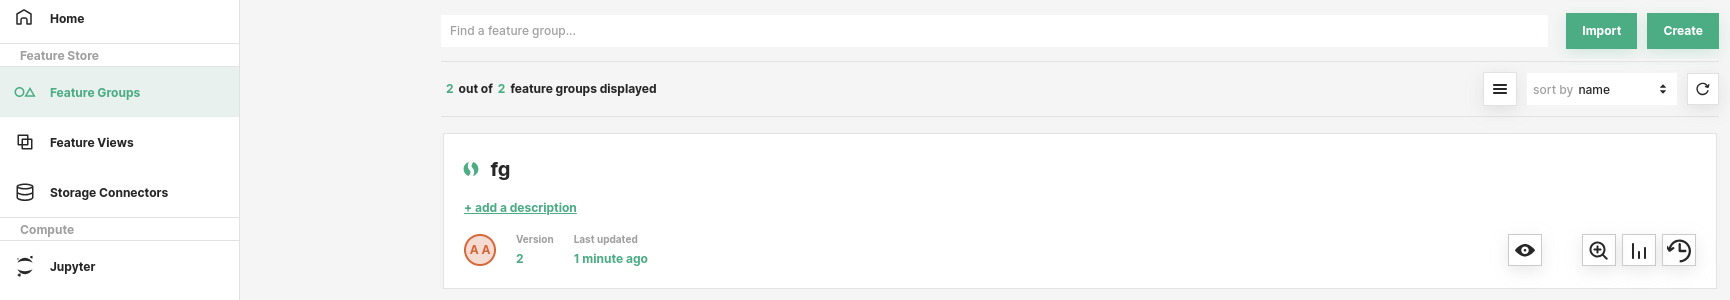 Home
Feature Store
Feature Groups
Feature Views
Storage Connectors
Compute
Jupyter
Find a feature group...
Import
Create
2 out of 2 feature groups displayed
sort by name
fg
+ add a description
A A
Version
2
Last updated
1 minute ago